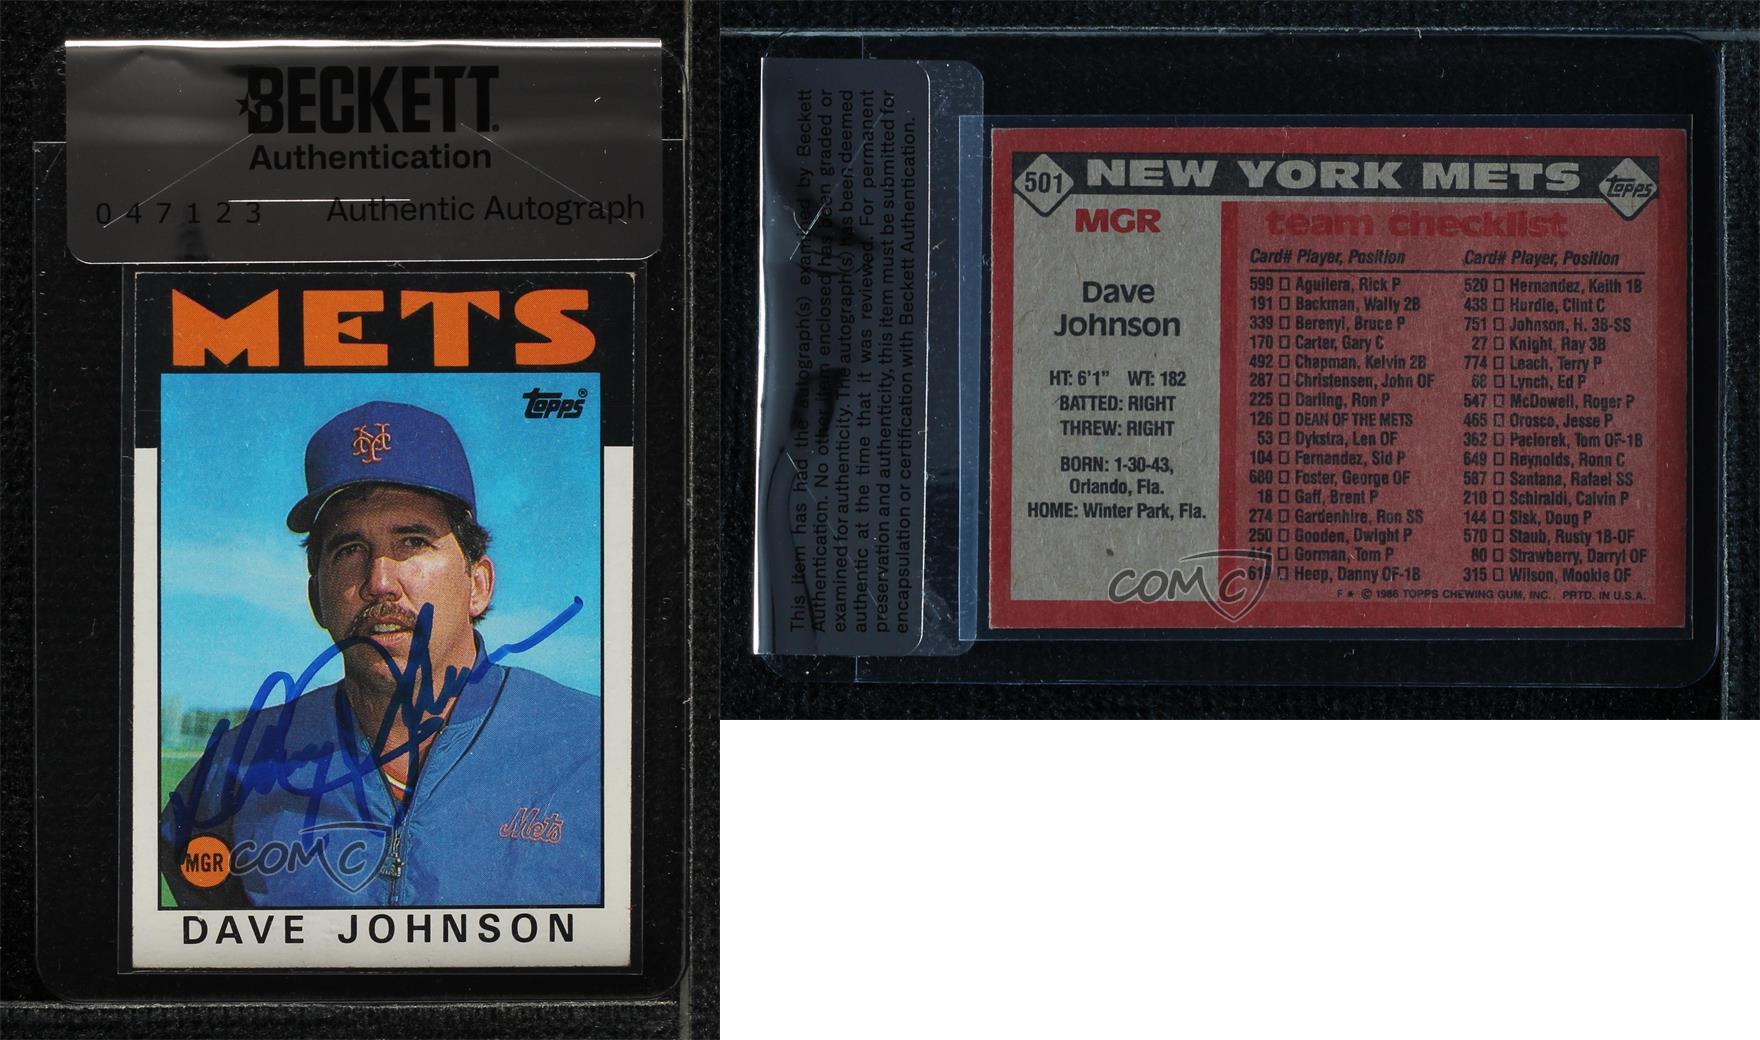 BECKETT
Authentication
047123 Authentic Autograph
METS
topps
Mets
MGR
COMC
DAVE JOHNSON
This item has had the autograph(s) examined by Beckett
Authentication. No other item enclosed has been graded or
examined for authenticity. The autograph(s) has been deemed
authentic at the time that it was reviewed. For permanent
preservation and authenticity, this item must be submitted for
encapsulation or certification with Beckett Authentication.
501 NEW YORK METS topps
MGR
Dave
Johnson
HT: 6'1" WT: 182
BATTED: RIGHT
THREW: RIGHT
BORN: 1-30-43,
Orlando, Fla.
HOME: Winter Park, Fla.
team checklist
Card# Player, Position
599 Aguilera, Rick P
191 Backman, Wally 2B
339 Berenyi, Bruce P
170 Carter, Gary C
492 Chapman, Kelvin 2B
287 Christensen, John OF
225 Darling, Ron P
126 DEAN OF THE METS
53 Dykstra, Len OF
104 Fernandez, Sid P
680 Foster, George OF
18 Gaff, Brent P
274 Gardenhire, Ron SS
250 Gooden, Dwight P
414 Gorman, Tom P
619 Heep, Danny OF-1B
Card# Player, Position
520 Hernandez, Keith 1B
433 Hurdle, Clint C
751 Johnson, H. 3B-SS
27 Knight, Ray 3B
774 Leach, Terry P
68 Lynch, Ed P
547 McDowell, Roger P
465 Orosco, Jesse P
362 Paciorek, Tom OF-1B
649 Reynolds, Ronn C
587 Santana, Rafael SS
210 Schiraldi, Calvin P
144 Sisk, Doug P
570 Staub, Rusty 1B-OF
80 Strawberry, Darryl OF
315 Wilson, Mookie OF
F * © 1986 TOPPS CHEWING GUM, INC. PRTD. IN U.S.A.
COMC